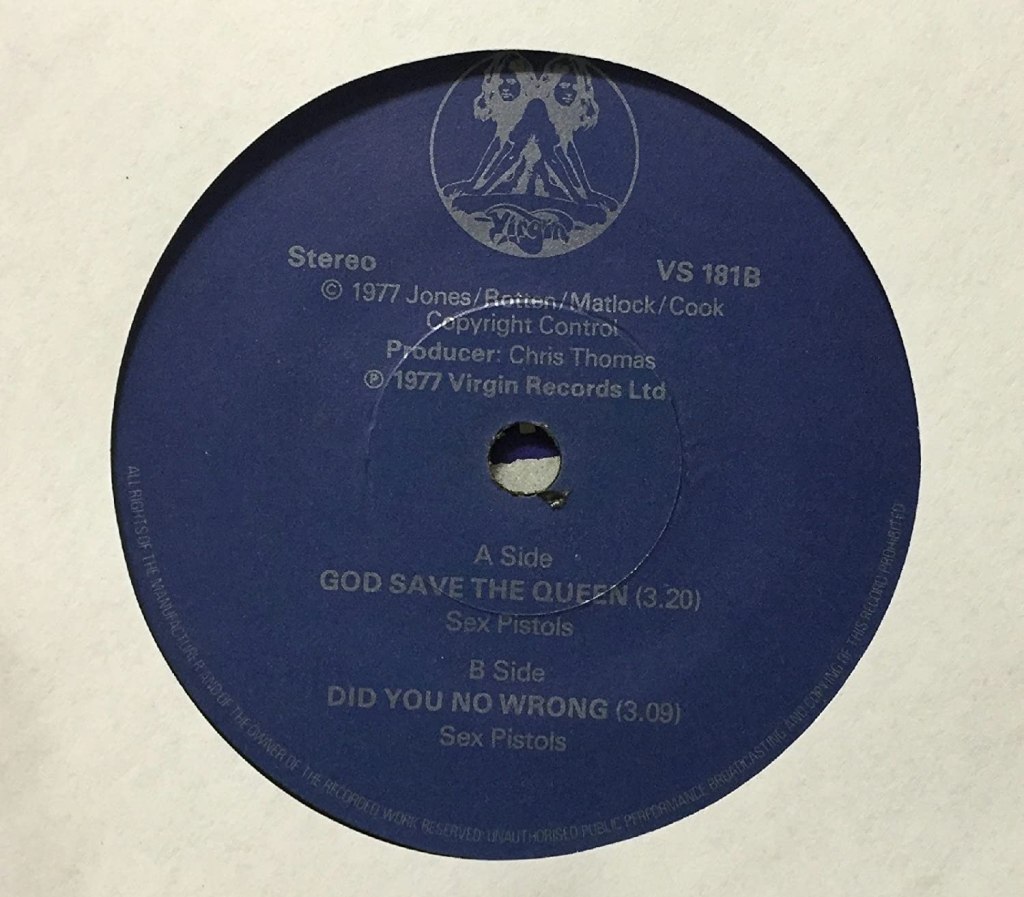 Virgin
Stereo
VS 181B
© 1977 Jones/Rotten/Matlock/Cook
Copyright Control
Producer: Chris Thomas
℗ 1977 Virgin Records Ltd
A Side
GOD SAVE THE QUEEN (3.20)
Sex Pistols
B Side
DID YOU NO WRONG (3.09)
Sex Pistols
ALL RIGHTS OF THE MANUFACTURER AND OF THE OWNER OF THE RECORDED WORK RESERVED. UNAUTHORISED PUBLIC PERFORMANCE BROADCASTING AND COPYING OF THIS RECORD PROHIBITED